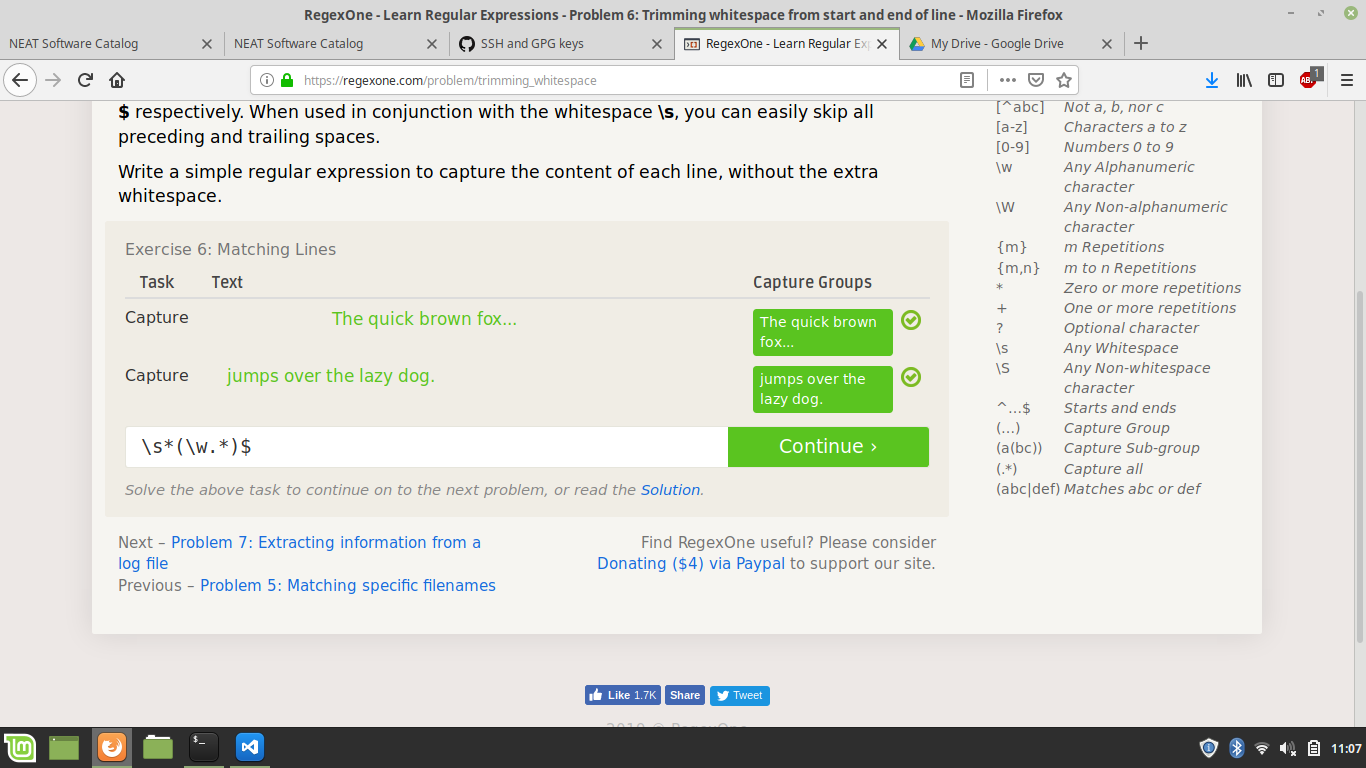 RegexOne - Learn Regular Expressions - Problem 6: Trimming whitespace from start and end of line - Mozilla Firefox
NEAT Software Catalog
NEAT Software Catalog
SSH and GPG keys
RegexOne - Learn Regular Ex
My Drive - Google Drive
https://regexone.com/problem/trimming_whitespace
ABP
1
$ respectively. When used in conjunction with the whitespace \s, you can easily skip all
preceding and trailing spaces.
Write a simple regular expression to capture the content of each line, without the extra
whitespace.
Exercise 6: Matching Lines
Task Text Capture Groups
Capture The quick brown fox... The quick brown
fox...
Capture jumps over the lazy dog. jumps over the
lazy dog.
\s*(\w.*)$ Continue ›
Solve the above task to continue on to the next problem, or read the Solution.
Next – Problem 7: Extracting information from a
log file
Previous – Problem 5: Matching specific filenames
Find RegexOne useful? Please consider
Donating ($4) via Paypal to support our site.
[^abc] Not a, b, nor c
[a-z] Characters a to z
[0-9] Numbers 0 to 9
\w Any Alphanumeric
character
\W Any Non-alphanumeric
character
{m} m Repetitions
{m,n} m to n Repetitions
* Zero or more repetitions
+ One or more repetitions
? Optional character
\s Any Whitespace
\S Any Non-whitespace
character
^…$ Starts and ends
(…) Capture Group
(a(bc)) Capture Sub-group
(.*) Capture all
(abc|def) Matches abc or def
Like 1.7K Share Tweet
2019 © RegexOne
$_
11:07